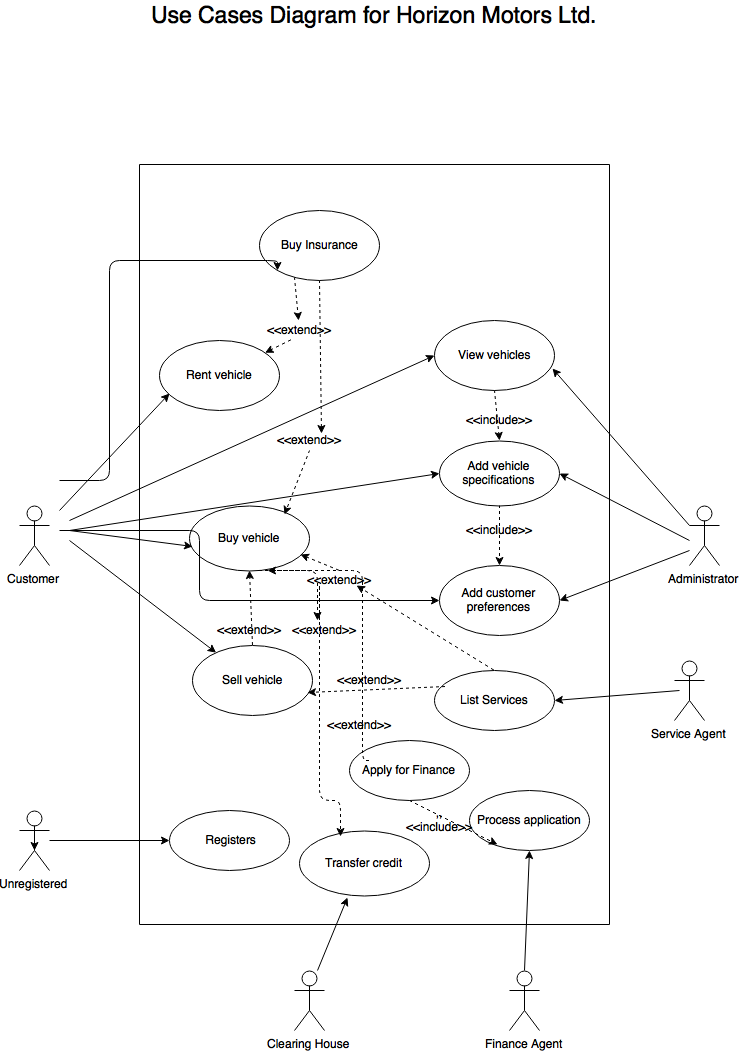 Use Cases Diagram for Horizon Motors Ltd.
Buy Insurance
<<extend>>
View vehicles
Rent vehicle
<<include>>
<<extend>>
Add vehicle
specifications
<<include>>
Buy vehicle
Customer
<<extend>>
Administrator
Add customer
preferences
<<extend>>
<<extend>>
Sell vehicle
<<extend>>
List Services
<<extend>>
Service Agent
Apply for Finance
Process application
<<include>>
Registers
Transfer credit
Unregistered
Clearing House
Finance Agent